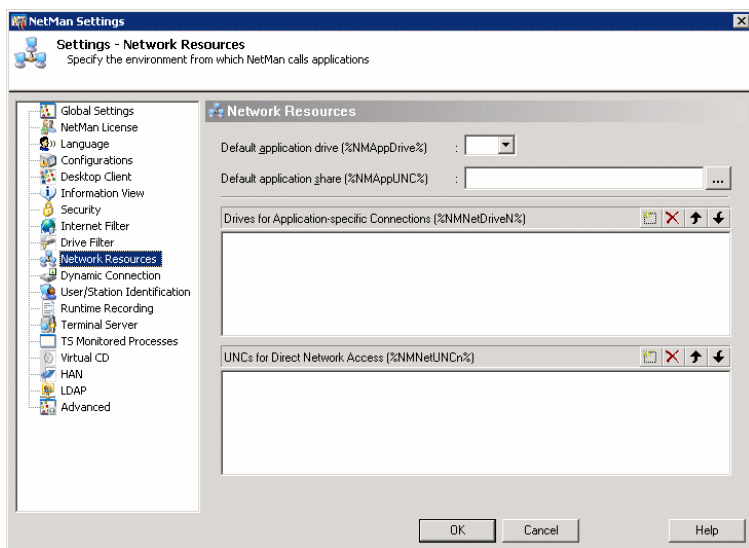 NetMan Settings
Settings - Network Resources
Specify the environment from which NetMan calls applications
Global Settings
NetMan License
Language
Configurations
Desktop Client
Information View
Security
Internet Filter
Drive Filter
Network Resources
Dynamic Connection
User/Station Identification
Runtime Recording
Terminal Server
TS Monitored Processes
Virtual CD
HAN
LDAP
Advanced
Network Resources
Default application drive (%NMAppDrive%) :
Default application share (%NMAppUNC%) : ...
Drives for Application-specific Connections (%NMNetDriveN%)
UNCs for Direct Network Access (%NMNetUNCn%)
OK Cancel Help